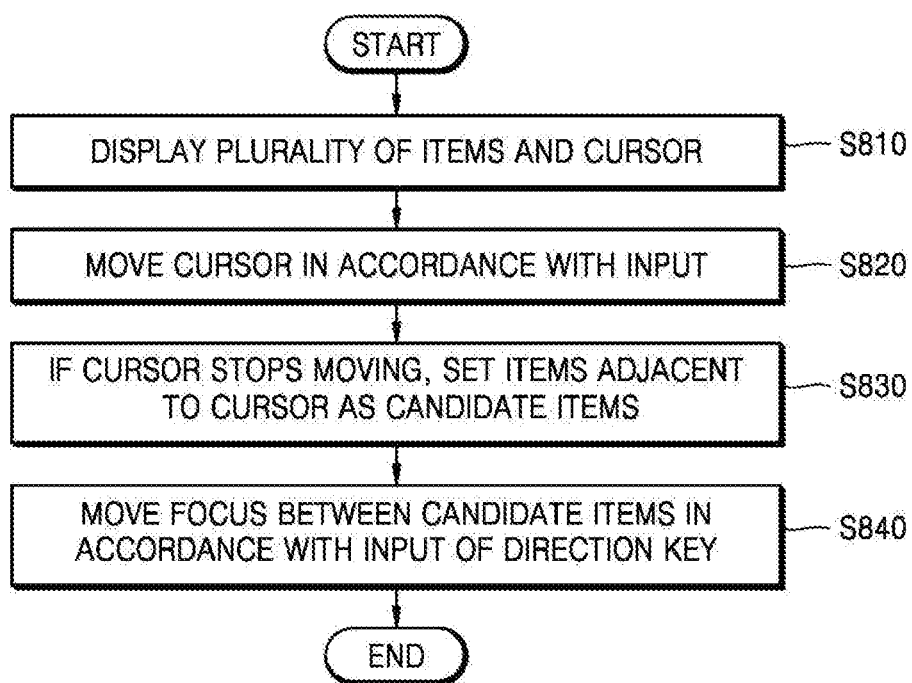 START
DISPLAY PLURALITY OF ITEMS AND CURSOR
S810
MOVE CURSOR IN ACCORDANCE WITH INPUT
S820
IF CURSOR STOPS MOVING, SET ITEMS ADJACENT
TO CURSOR AS CANDIDATE ITEMS
S830
MOVE FOCUS BETWEEN CANDIDATE ITEMS IN
ACCORDANCE WITH INPUT OF DIRECTION KEY
S840
END